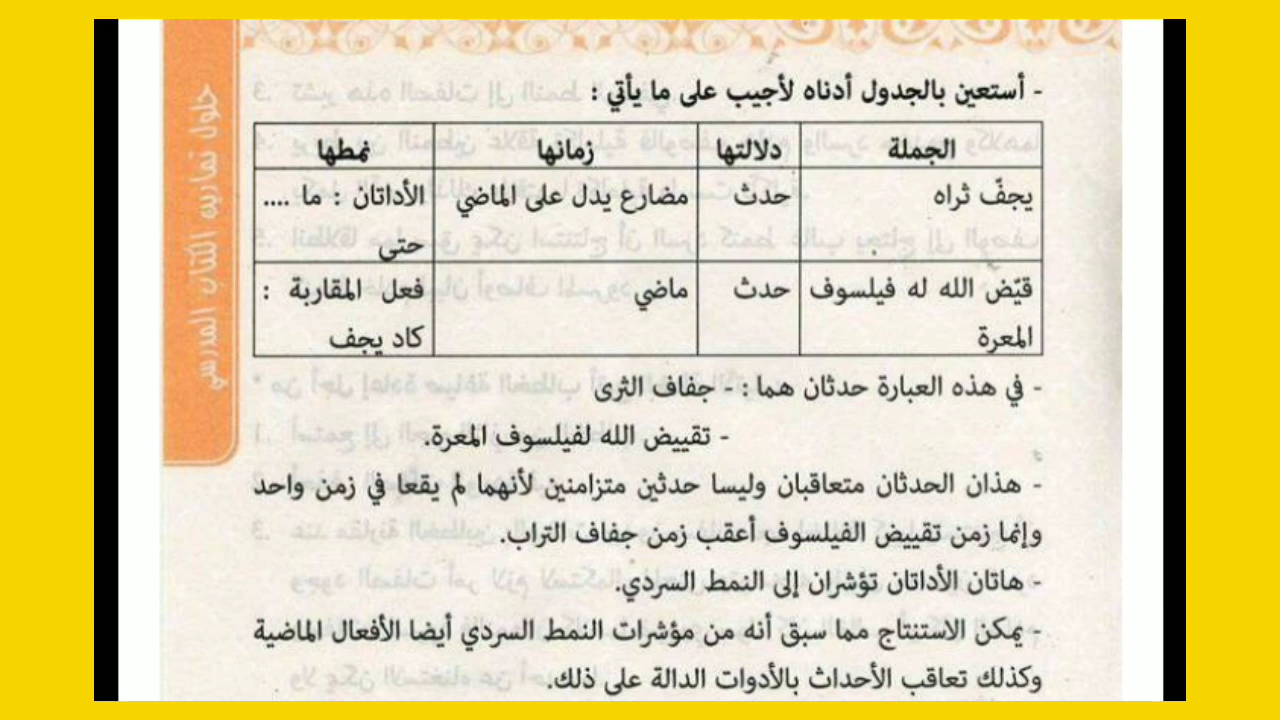 حلول تمارين الكتاب المدرسي
- أستعين بالجدول أدناه لأجيب على ما يأتي :
الجملة دلالتها زمانها نمطها
يجفّ ثراه حدث مضارع يدل على الماضي الأداتان : ما ....
حتى
قيّض الله له فيلسوف حدث ماضي فعل المقاربة :
المعرة كاد يجف
- في هذه العبارة حدثان هما : - جفاف الثرى
- تقييض الله لفيلسوف المعرة.
- هذان الحدثان متعاقبان وليسا حدثين متزامنين لأنهما لم يقعا في زمن واحد
وإنما زمن تقييض الفيلسوف أعقب زمن جفاف التراب.
- هاتان الأداتان تؤشران إلى النمط السردي.
- يمكن الاستنتاج مما سبق أنه من مؤشرات النمط السردي أيضا الأفعال الماضية
وكذلك تعاقب الأحداث بالأدوات الدالة على ذلك.